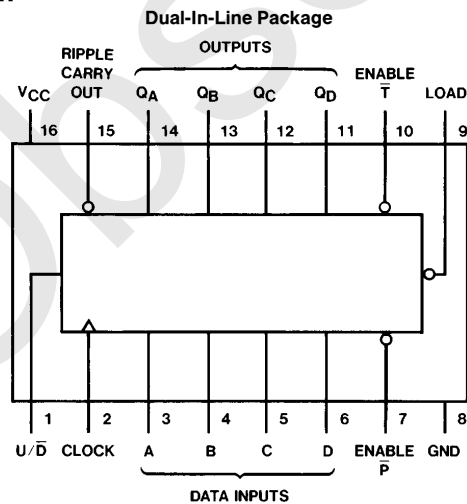 Dual-In-Line Package
OUTPUTS
RIPPLE
CARRY
OUT
ENABLE
T̅
VCC
QA
QB
QC
QD
LOAD
16
15
14
13
12
11
10
9
1
2
3
4
5
6
7
8
U/D̅
CLOCK
A
B
C
D
ENABLE
P̅
GND
DATA INPUTS